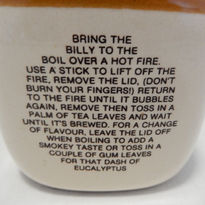 BRING THE
BILLY TO THE
BOIL OVER A HOT FIRE.
USE A STICK TO LIFT OFF THE
FIRE, REMOVE THE LID, (DON'T
BURN YOUR FINGERS!) RETURN
TO THE FIRE UNTIL IT BUBBLES
AGAIN, REMOVE THEN TOSS IN A
PALM OF TEA LEAVES AND WAIT
UNTIL IT'S BREWED. FOR A CHANGE
OF FLAVOUR, LEAVE THE LID OFF
WHEN BOILING TO ADD A
SMOKEY TASTE OR TOSS IN A
COUPLE OF GUM LEAVES
FOR THAT DASH OF
EUCALYPTUS